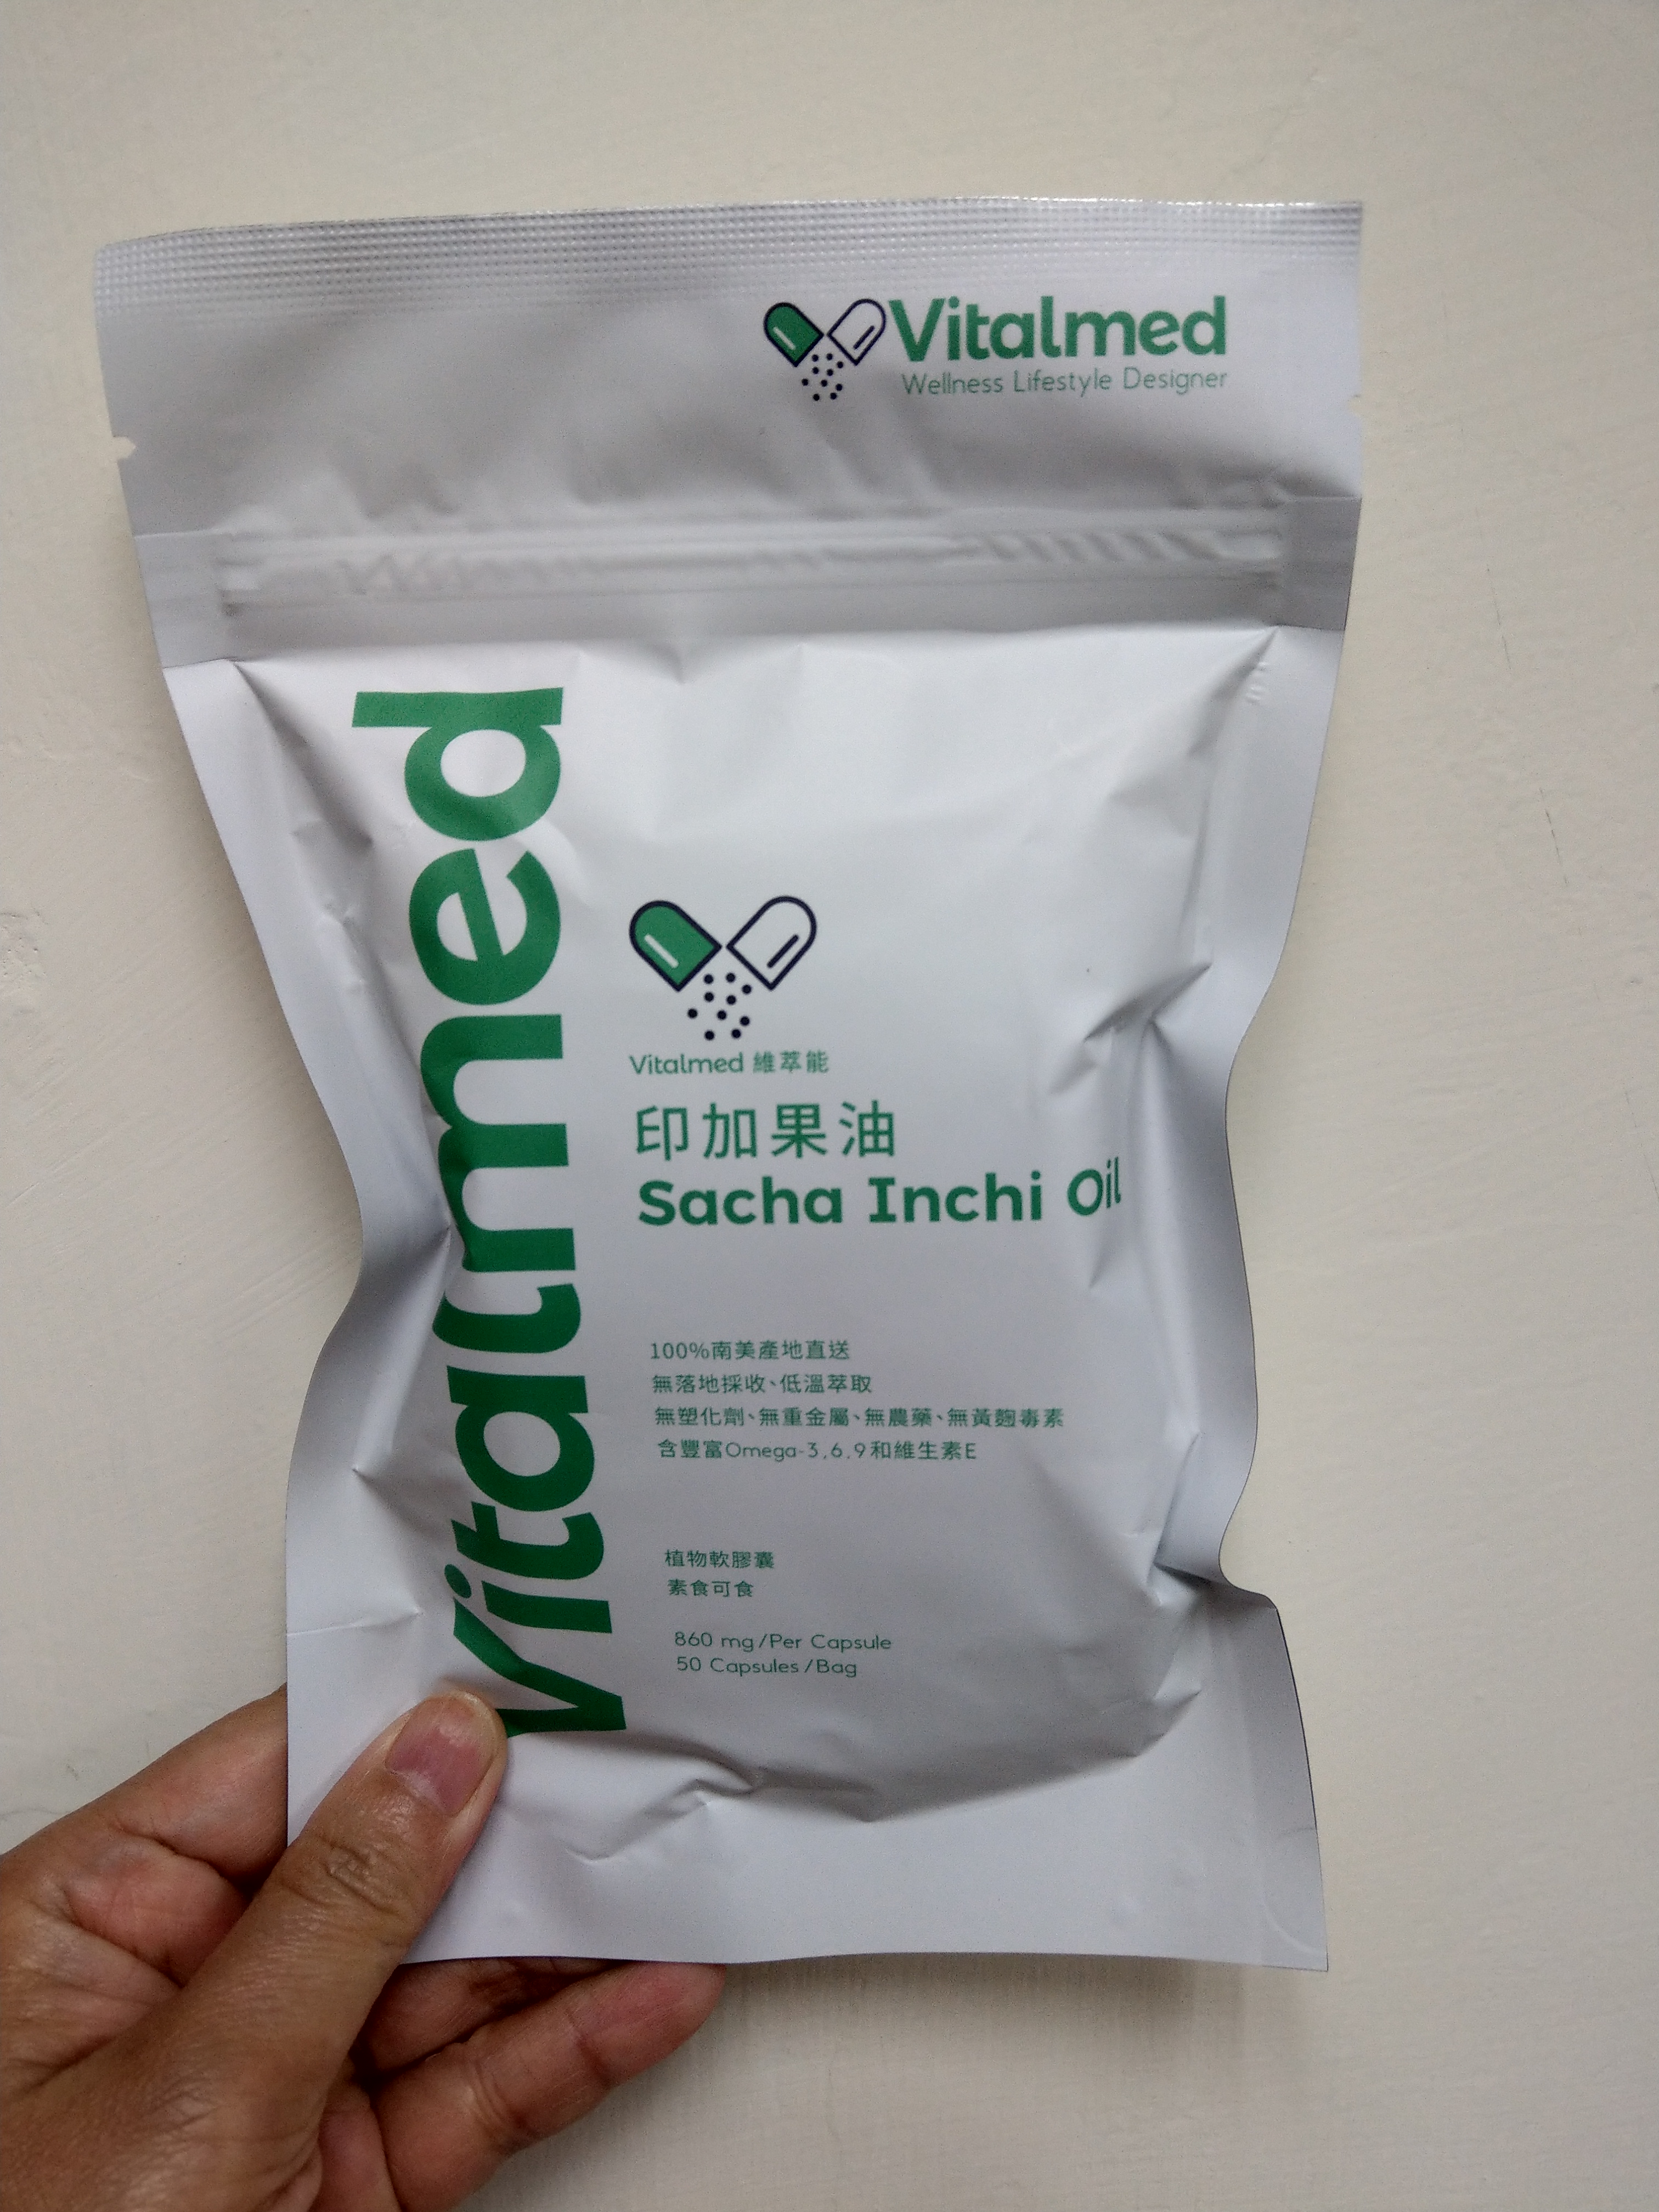 Vitalmed
Wellness Lifestyle Designer
Vitalmed
Vitalmed 維萃能
印加果油
Sacha Inchi Oil
100%南美產地直送
無落地採收、低溫萃取
無塑化劑、無重金屬、無農藥、無黃麴毒素
含豐富Omega-3,6.9和維生素E
植物軟膠囊
素食可食
860 mg/Per Capsule
50 Capsules/Bag